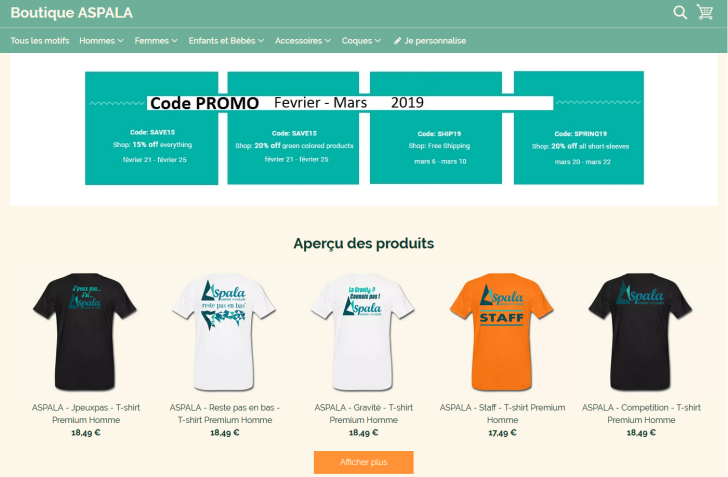 Boutique ASPALA
Tous les motifs Hommes Femmes Enfants et Bébés Accessoires Coques Je personnalise
Code PROMO Fevrier - Mars 2019
Code: SAVE15
Shop: 15% off everything
février 21 - février 25
Code: SAVE15
Shop: 20% off green colored products
février 21 - février 25
Code: SHIP19
Shop: Free Shipping
mars 6 - mars 10
Code: SPRING19
Shop: 20% off all short-sleeves
mars 20 - mars 22
Aperçu des produits
J'peux pas...
J'ai...
Aspala
Aspala
reste pas en bas
La Gravité ?
Connais pas !
Aspala
Aspala
STAFF
Aspala
ASPALA - Jpeuxpas - T-shirt
Premium Homme
18,49 €
ASPALA - Reste pas en bas -
T-shirt Premium Homme
18,49 €
ASPALA - Gravité - T-shirt
Premium Homme
18,49 €
ASPALA - Staff - T-shirt Premium
Homme
17,49 €
ASPALA - Competition - T-shirt
Premium Homme
18,49 €
Afficher plus